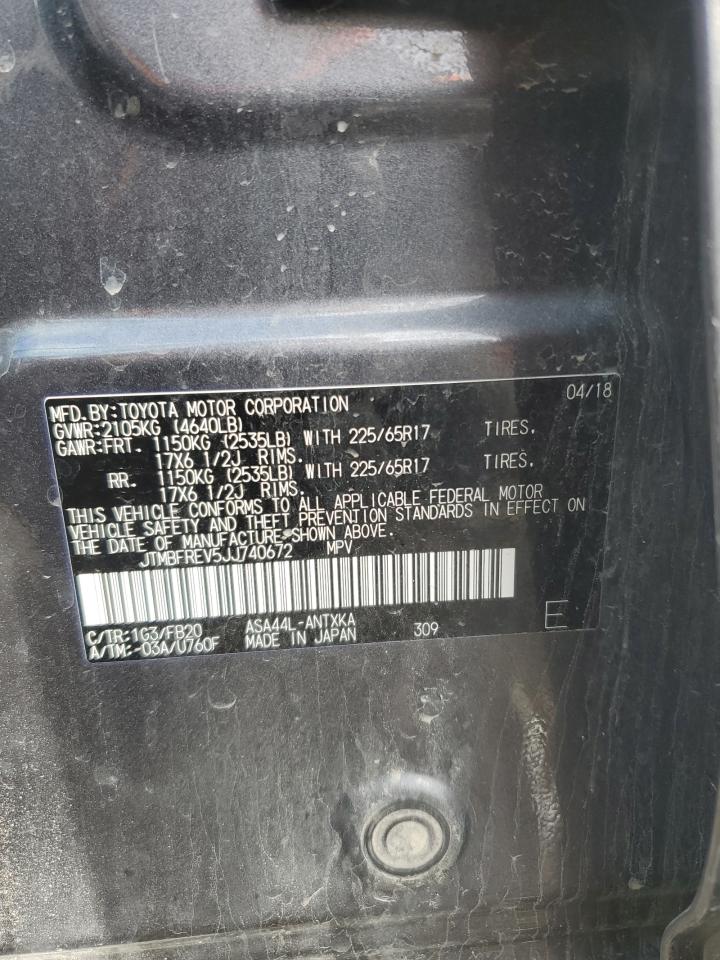 MFD.BY:TOYOTA MOTOR CORPORATION 04/18
GVWR:2105KG (4640LB)
GAWR:FRT. 1150KG (2535LB) WITH 225/65R17 TIRES.
17X6 1/2J RIMS.
RR. 1150KG (2535LB) WITH 225/65R17 TIRES.
17X6 1/2J RIMS.
THIS VEHICLE CONFORMS TO ALL APPLICABLE FEDERAL MOTOR
VEHICLE SAFETY AND THEFT PREVENTION STANDARDS IN EFFECT ON
THE DATE OF MANUFACTURE SHOWN ABOVE.
JTMBFREV5JJ740672 MPV
C/TR:1G3/FB20 ASA44L-ANTXKA
A/TM:-03A/U760F MADE IN JAPAN 309 E